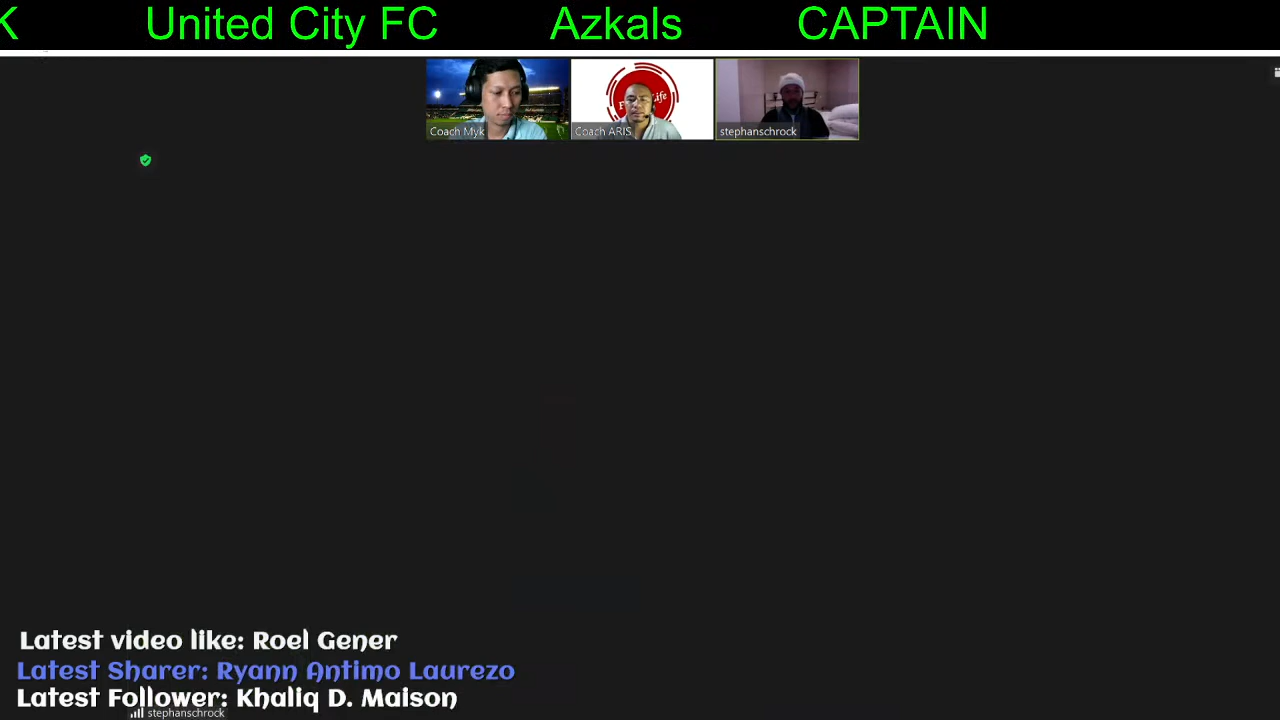 K United City FC Azkals CAPTAIN
Coach Myk
Coach ARIS
stephanschrock
Latest video like: Roel Gener
Latest Sharer: Ryann Antimo Laurezo
Latest Follower: Khaliq D. Maison
stephanschrock